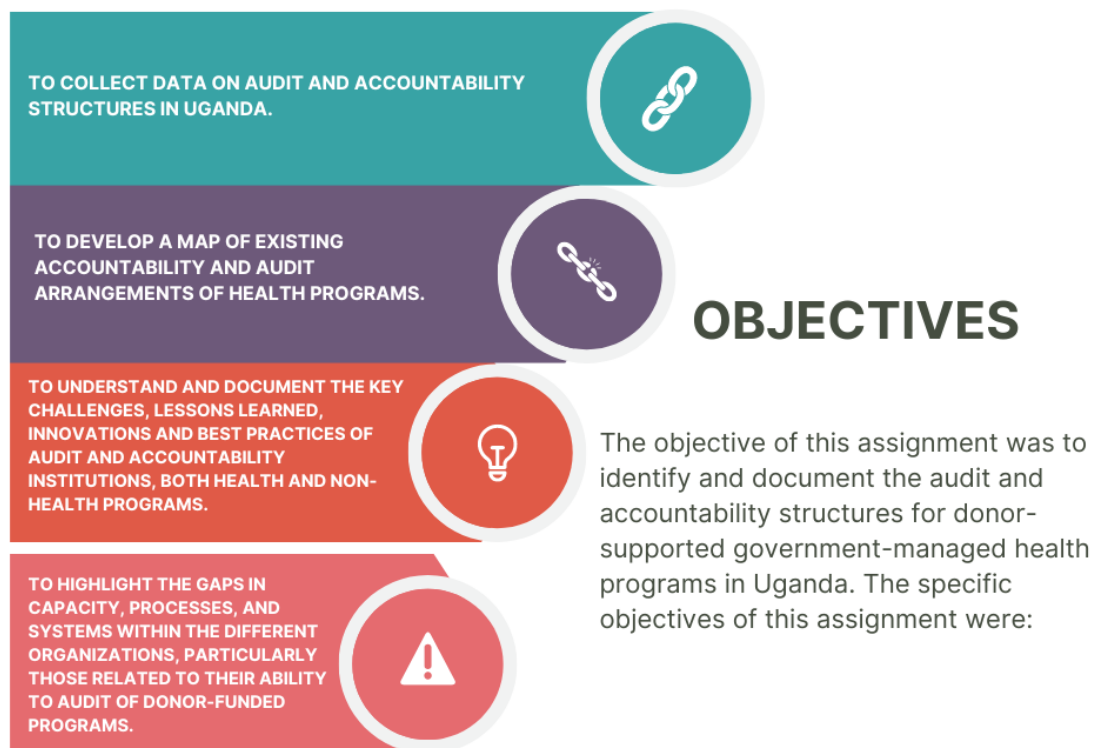 TO COLLECT DATA ON AUDIT AND ACCOUNTABILITY
STRUCTURES IN UGANDA.
TO DEVELOP A MAP OF EXISTING
ACCOUNTABILITY AND AUDIT
ARRANGEMENTS OF HEALTH PROGRAMS.
TO UNDERSTAND AND DOCUMENT THE KEY
CHALLENGES, LESSONS LEARNED,
INNOVATIONS AND BEST PRACTICES OF
AUDIT AND ACCOUNTABILITY
INSTITUTIONS, BOTH HEALTH AND NON-
HEALTH PROGRAMS.
TO HIGHLIGHT THE GAPS IN
CAPACITY, PROCESSES, AND
SYSTEMS WITHIN THE DIFFERENT
ORGANIZATIONS, PARTICULARLY
THOSE RELATED TO THEIR ABILITY
TO AUDIT OF DONOR-FUNDED
PROGRAMS.
OBJECTIVES
The objective of this assignment was to
identify and document the audit and
accountability structures for donor-
supported government-managed health
programs in Uganda. The specific
objectives of this assignment were: